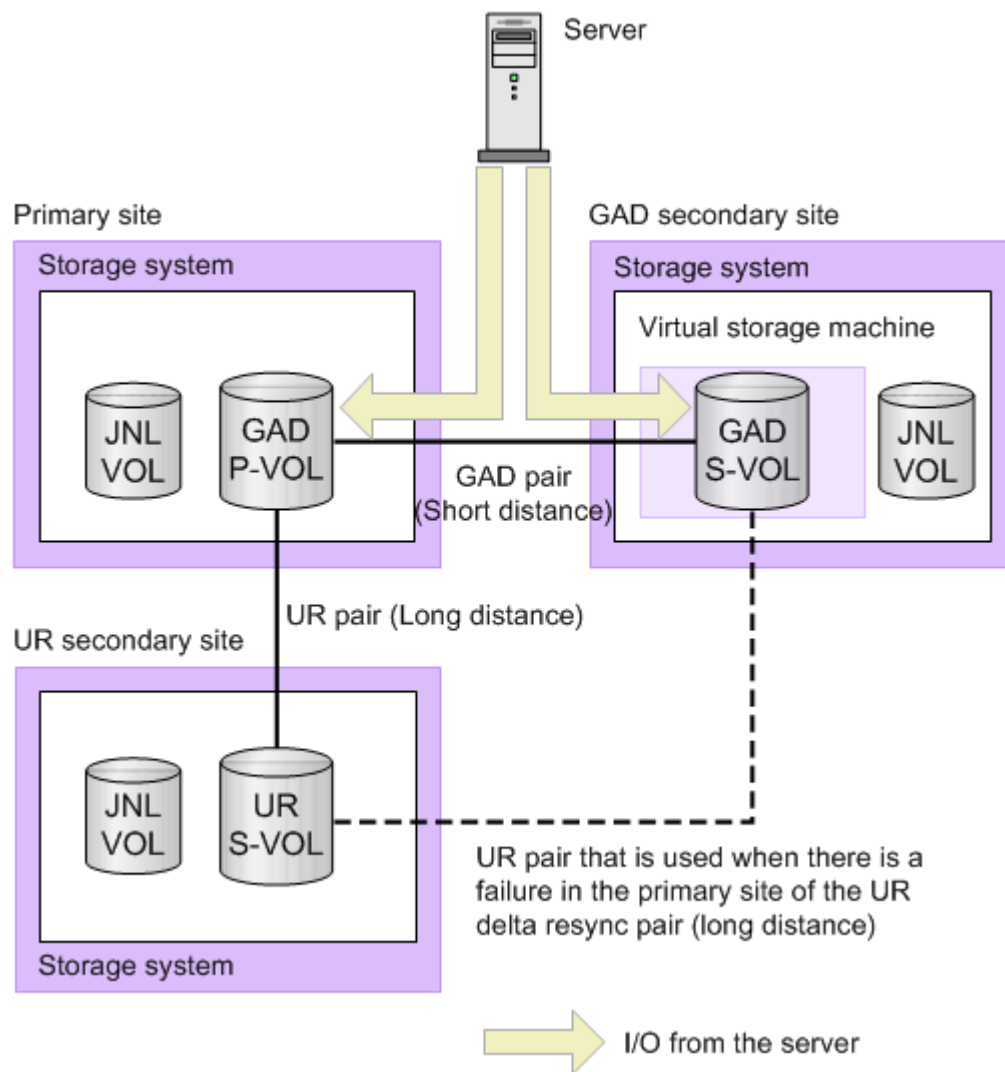 Server
Primary site
GAD secondary site
Storage system
Storage system
Virtual storage machine
JNL
VOL
GAD
P-VOL
GAD
S-VOL
JNL
VOL
GAD pair
(Short distance)
UR pair (Long distance)
UR secondary site
JNL
VOL
UR
S-VOL
UR pair that is used when there is a
failure in the primary site of the UR
delta resync pair (long distance)
Storage system
I/O from the server